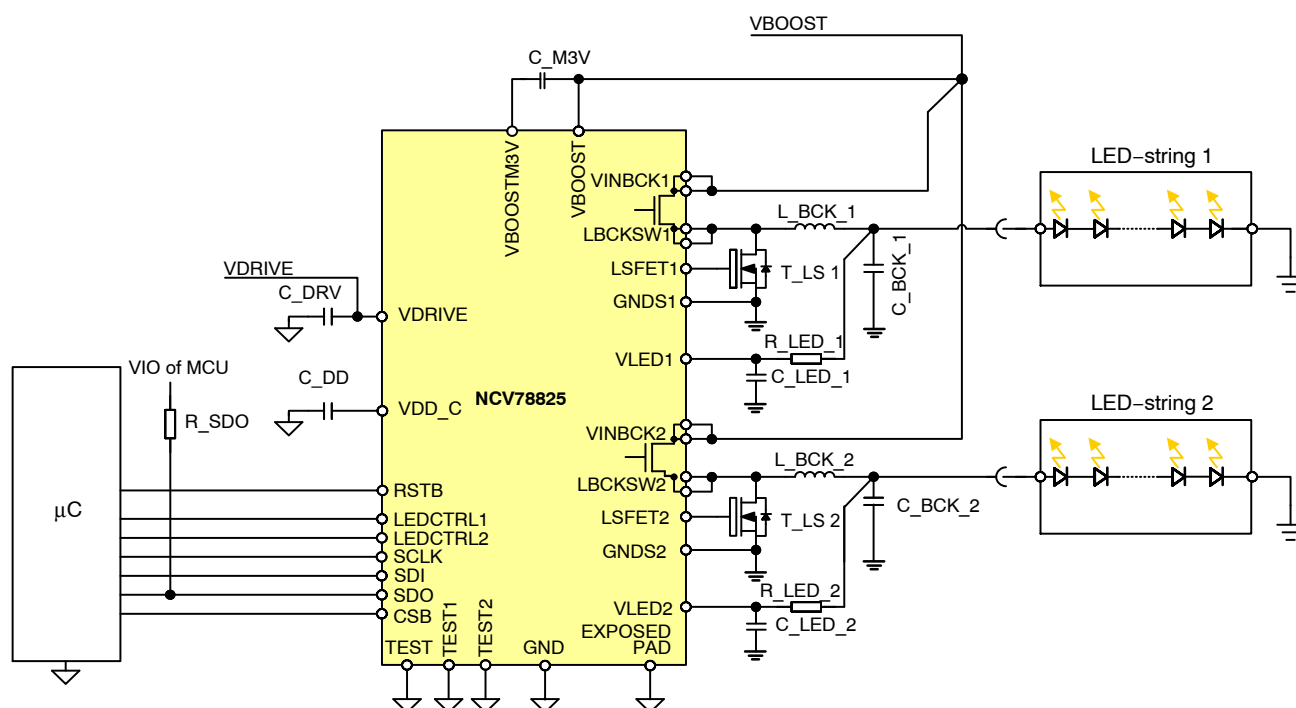 VBOOST
C_M3V
VBOOSTM3V
VBOOST
VINBCK1
LBCKSW1
L_BCK_1
C_BCK_1
LED−string 1
LSFET1
T_LS 1
GNDS1
VDRIVE
C_DRV
VDRIVE
R_LED_1
VLED1
C_LED_1
VIO of MCU
R_SDO
C_DD
VDD_C
NCV78825
LED−string 2
VINBCK2
LBCKSW2
L_BCK_2
C_BCK_2
LSFET2
T_LS 2
GNDS2
μC
RSTB
LEDCTRL1
LEDCTRL2
SCLK
SDI
SDO
CSB
R_LED_2
VLED2
C_LED_2
TEST
TEST1
TEST2
GND
EXPOSED
PAD